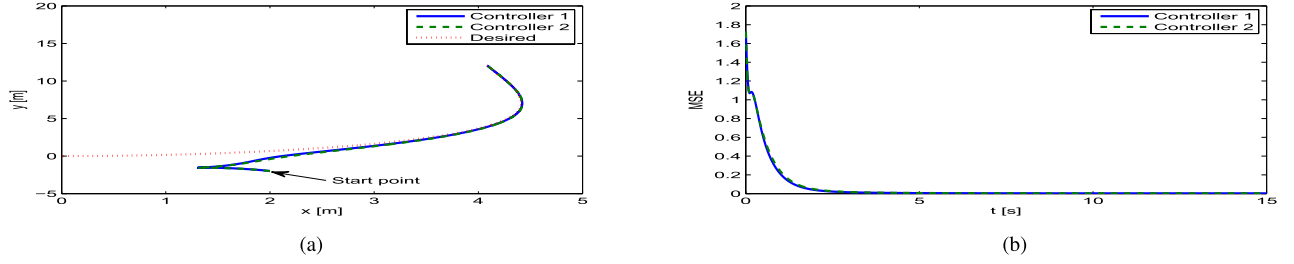 20
15
10
5
0
−5
y [m]
Controller 1
Controller 2
Desired
Start point
0
1
2
3
4
5
x [m]
(a)
2
1.8
1.6
1.4
1.2
1
0.8
0.6
0.4
0.2
0
MSE
Controller 1
Controller 2
0
5
10
15
t [s]
(b)